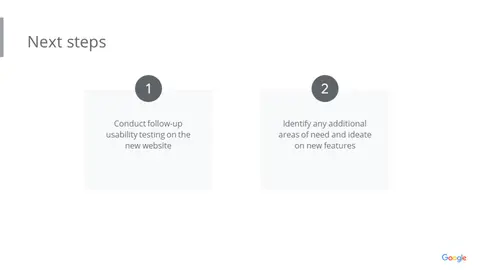 Next steps
1
Conduct follow-up
usability testing on the
new website
2
Identify any additional
areas of need and ideate
on new features
Google